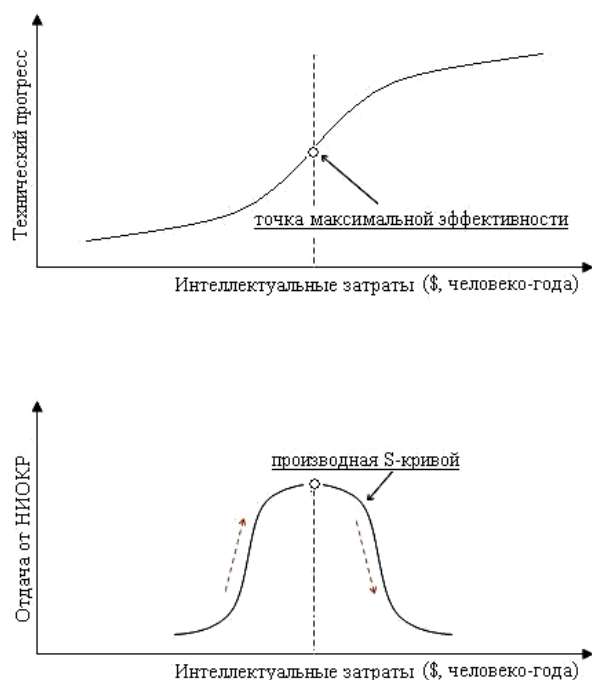 Технический прогресс
точка максимальной эффективности
Интеллектуальные затраты ($, человеко-года)
производная S-кривой
Отдача от НИОКР
Интеллектуальные затраты ($, человеко-года)